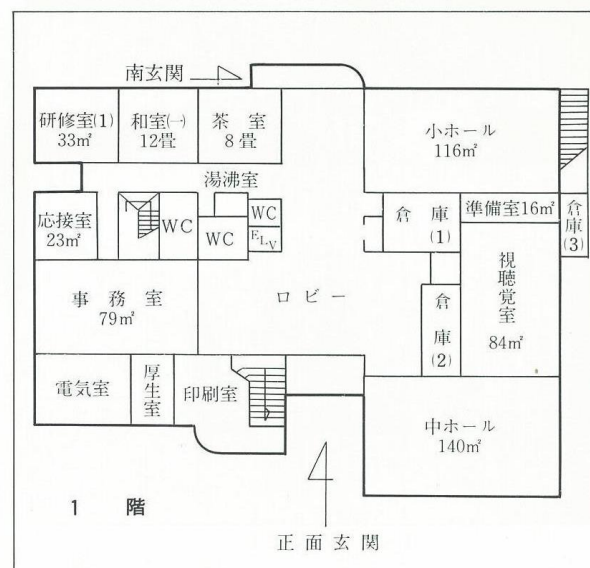 南玄関
研修室(1)
33㎡
和室㈠
12畳
茶室
8畳
小ホール
116㎡
湯沸室
応接室
23㎡
WC
WC
WC
ELV
倉庫
(1)
準備室16㎡
倉庫
(3)
事務室
79㎡
ロビー
倉庫
(2)
視聴覚室
84㎡
電気室
厚生室
印刷室
中ホール
140㎡
1階
正面玄関